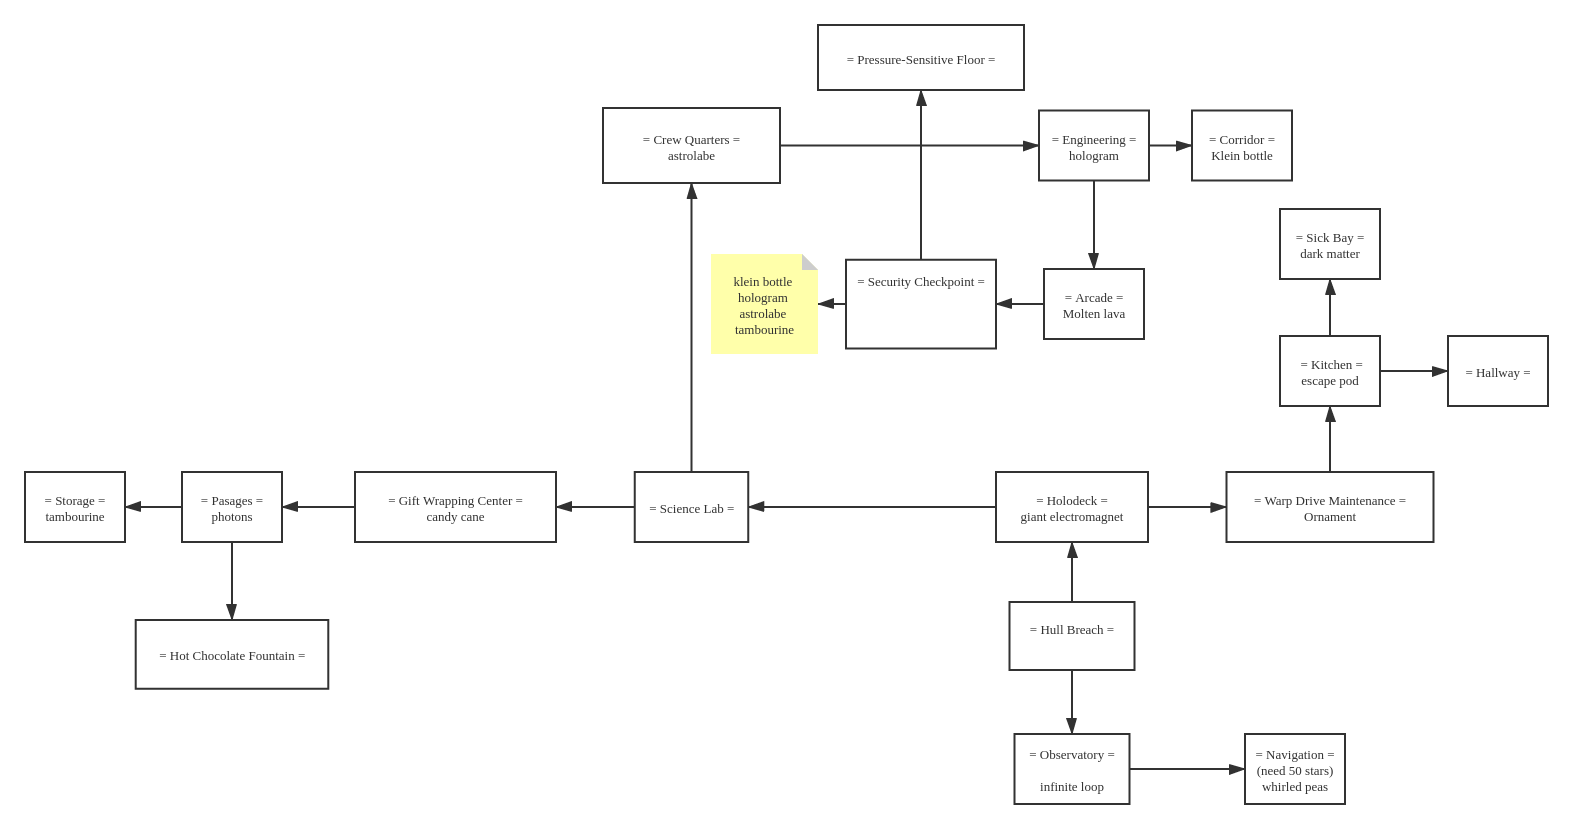 = Pressure-Sensitive Floor =
= Crew Quarters =
astrolabe
= Engineering =
hologram
= Corridor =
Klein bottle
= Sick Bay =
dark matter
klein bottle
hologram
astrolabe
tambourine
= Security Checkpoint =
= Arcade =
Molten lava
= Kitchen =
escape pod
= Hallway =
= Storage =
tambourine
= Pasages =
photons
= Gift Wrapping Center =
candy cane
= Science Lab =
= Holodeck =
giant electromagnet
= Warp Drive Maintenance =
Ornament
= Hot Chocolate Fountain =
= Hull Breach =
= Observatory =
infinite loop
= Navigation =
(need 50 stars)
whirled peas